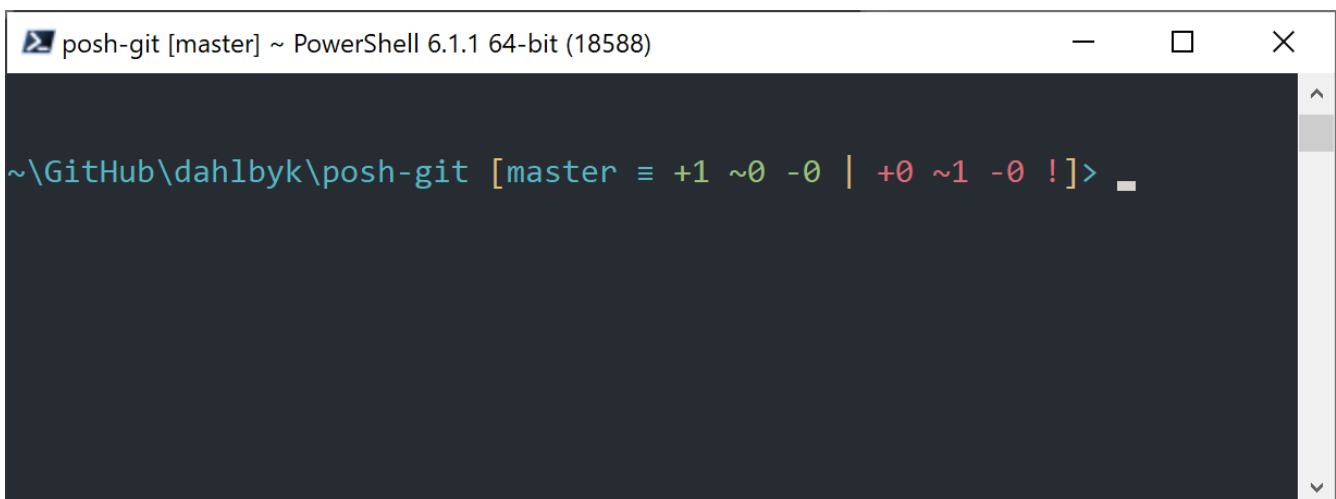 posh-git [master] ~ PowerShell 6.1.1 64-bit (18588)
~\GitHub\dahlbyk\posh-git [master ≡ +1 ~0 -0 | +0 ~1 -0 !]>